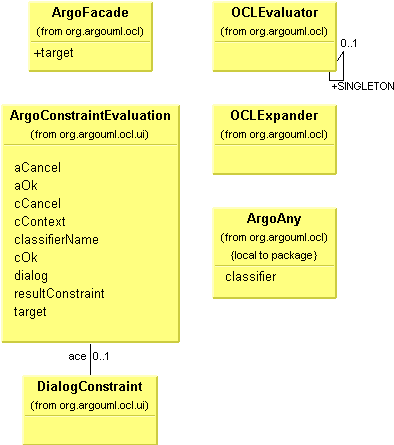 ArgoFacade
(from org.argouml.ocl)
+target
OCLEvaluator
(from org.argouml.ocl)
0..1
+SINGLETON
ArgoConstraintEvaluation
(from org.argouml.ocl.ui)
aCancel
aOk
cCancel
cContext
classifierName
cOk
dialog
resultConstraint
target
OCLExpander
(from org.argouml.ocl)
ArgoAny
(from org.argouml.ocl)
{local to package}
classifier
ace 0..1
DialogConstraint
(from org.argouml.ocl.ui)